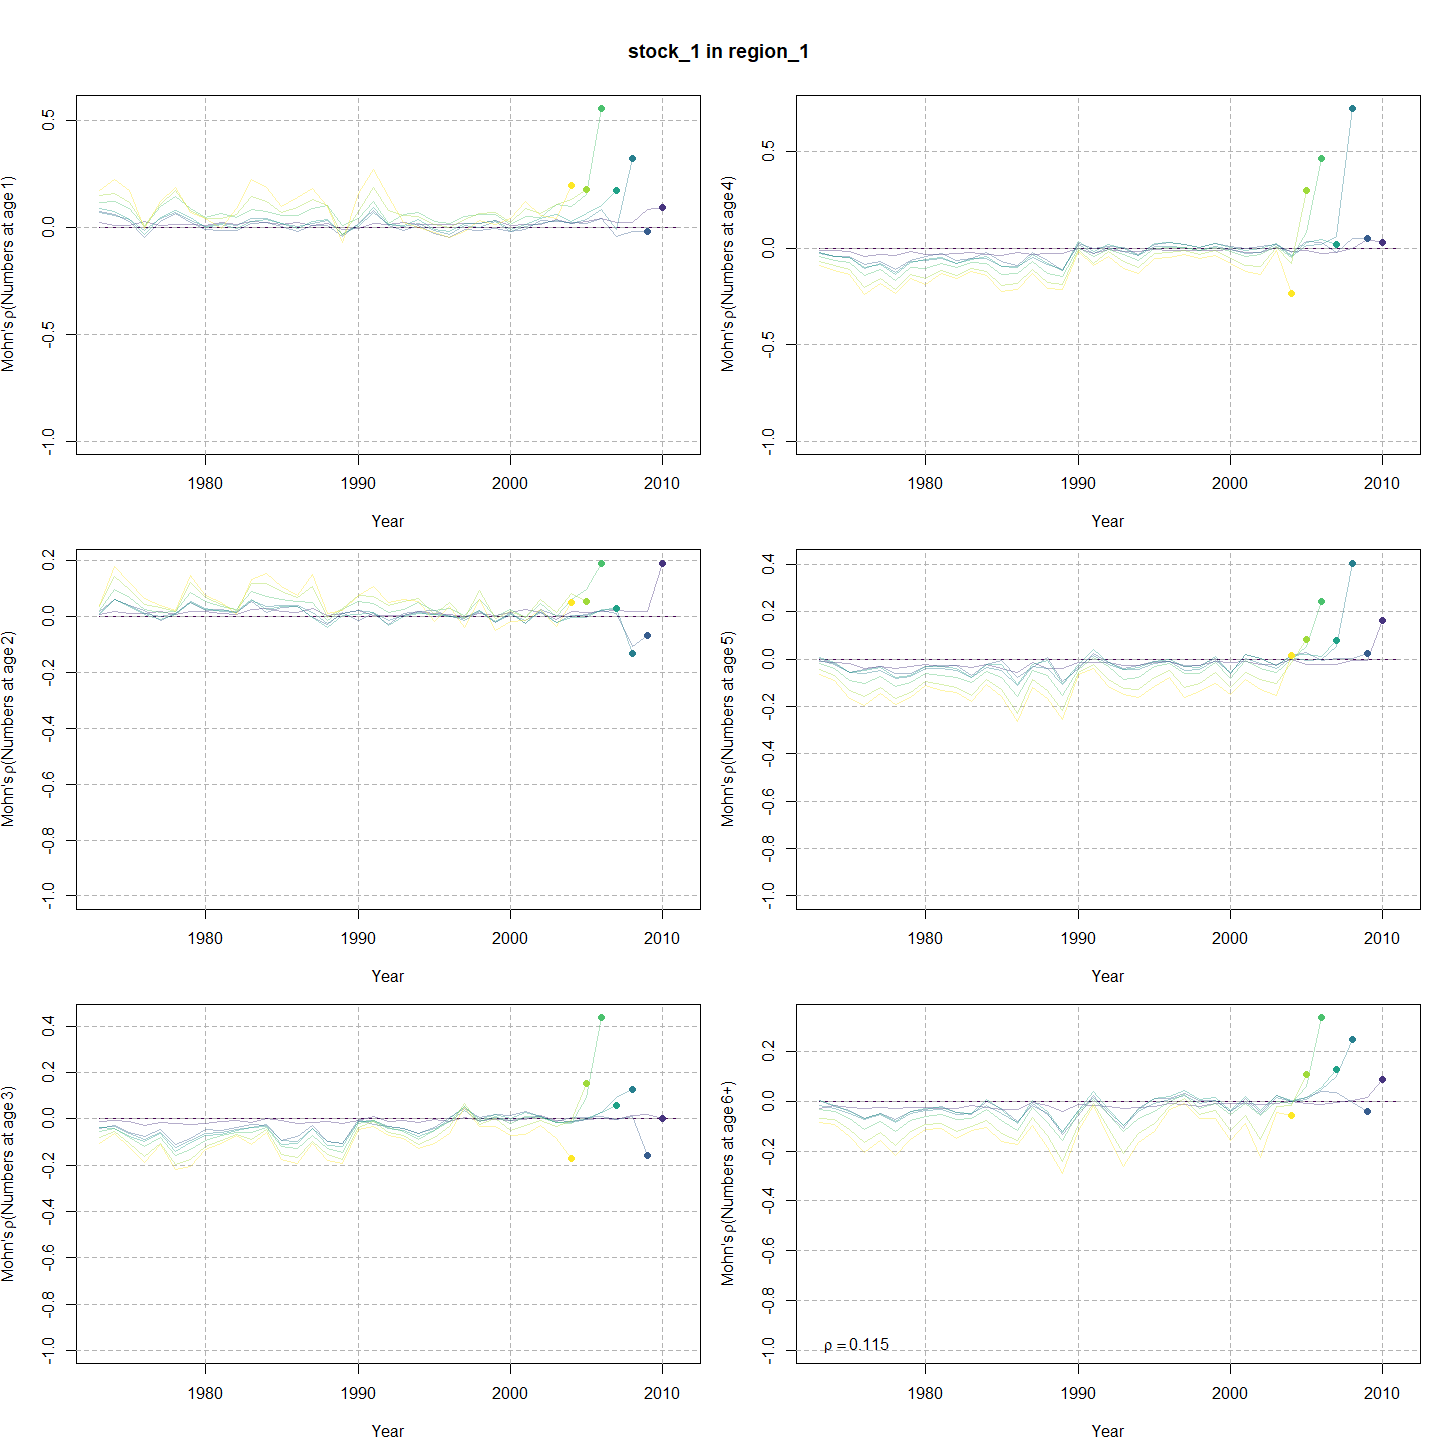 stock_1 in region_1
Mohn's ρ(Numbers at age 1)
0.5
0.0
-0.5
-1.0
1980 1990 2000 2010
Year
Mohn's ρ(Numbers at age 4)
0.5
0.0
-0.5
-1.0
1980 1990 2000 2010
Year
Mohn's ρ(Numbers at age 2)
0.2
0.0
-0.2
-0.4
-0.6
-0.8
-1.0
1980 1990 2000 2010
Year
Mohn's ρ(Numbers at age 5)
0.4
0.2
0.0
-0.2
-0.4
-0.6
-0.8
-1.0
1980 1990 2000 2010
Year
Mohn's ρ(Numbers at age 3)
0.4
0.2
0.0
-0.2
-0.4
-0.6
-0.8
-1.0
1980 1990 2000 2010
Year
Mohn's ρ(Numbers at age 6+)
0.2
0.0
-0.2
-0.4
-0.6
-0.8
-1.0
ρ = 0.115
1980 1990 2000 2010
Year